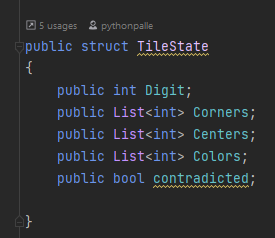 5 usages pythonpalle
public struct TileState
{
public int Digit;
public List<int> Corners;
public List<int> Centers;
public List<int> Colors;
public bool contradicted;
}